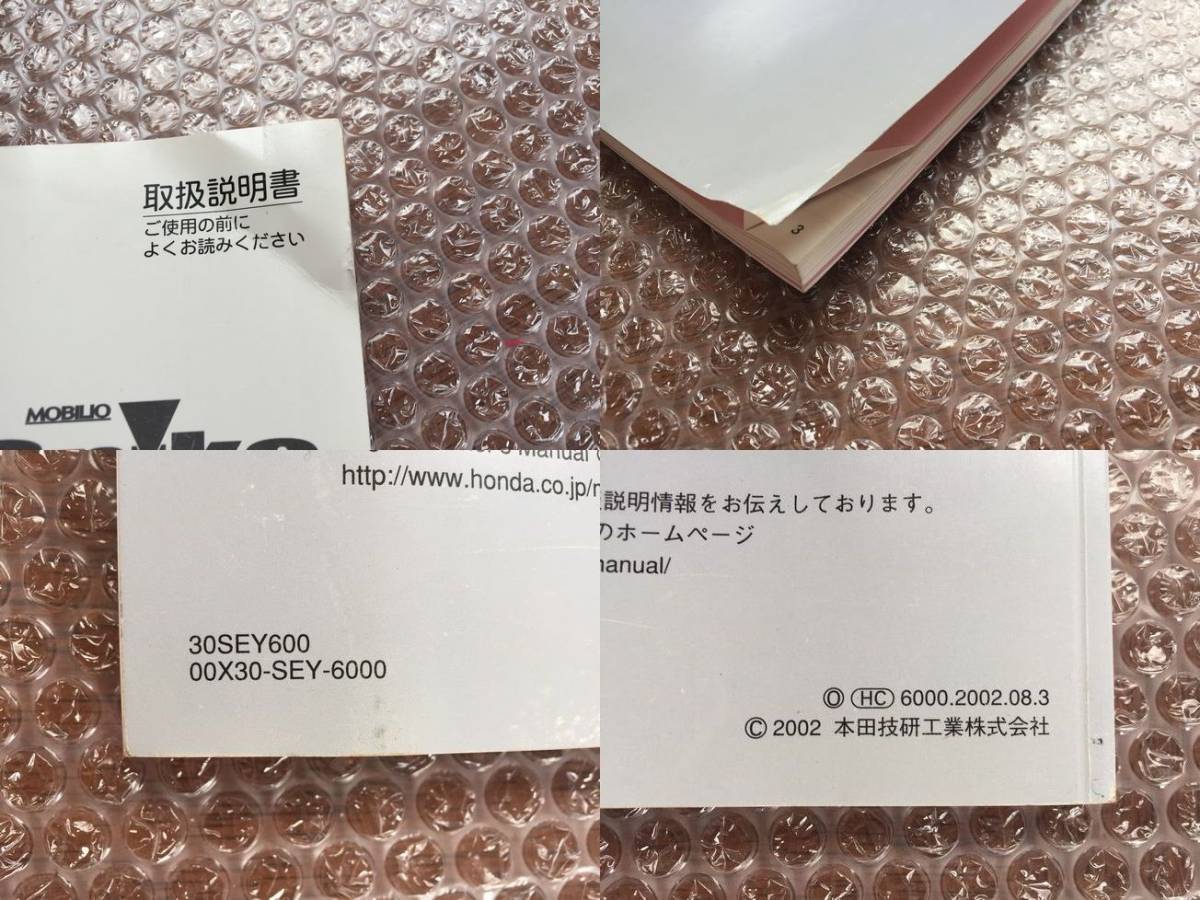 取扱説明書
ご使用の前に
よくお読みください
MOBILIO
3
Manual
http://www.honda.co.jp/
30SEY600
00X30-SEY-6000
説明情報をお伝えしております。
のホームページ
manual/
Ⓞ HC 6000.2002.08.3
© 2002 本田技研工業株式会社